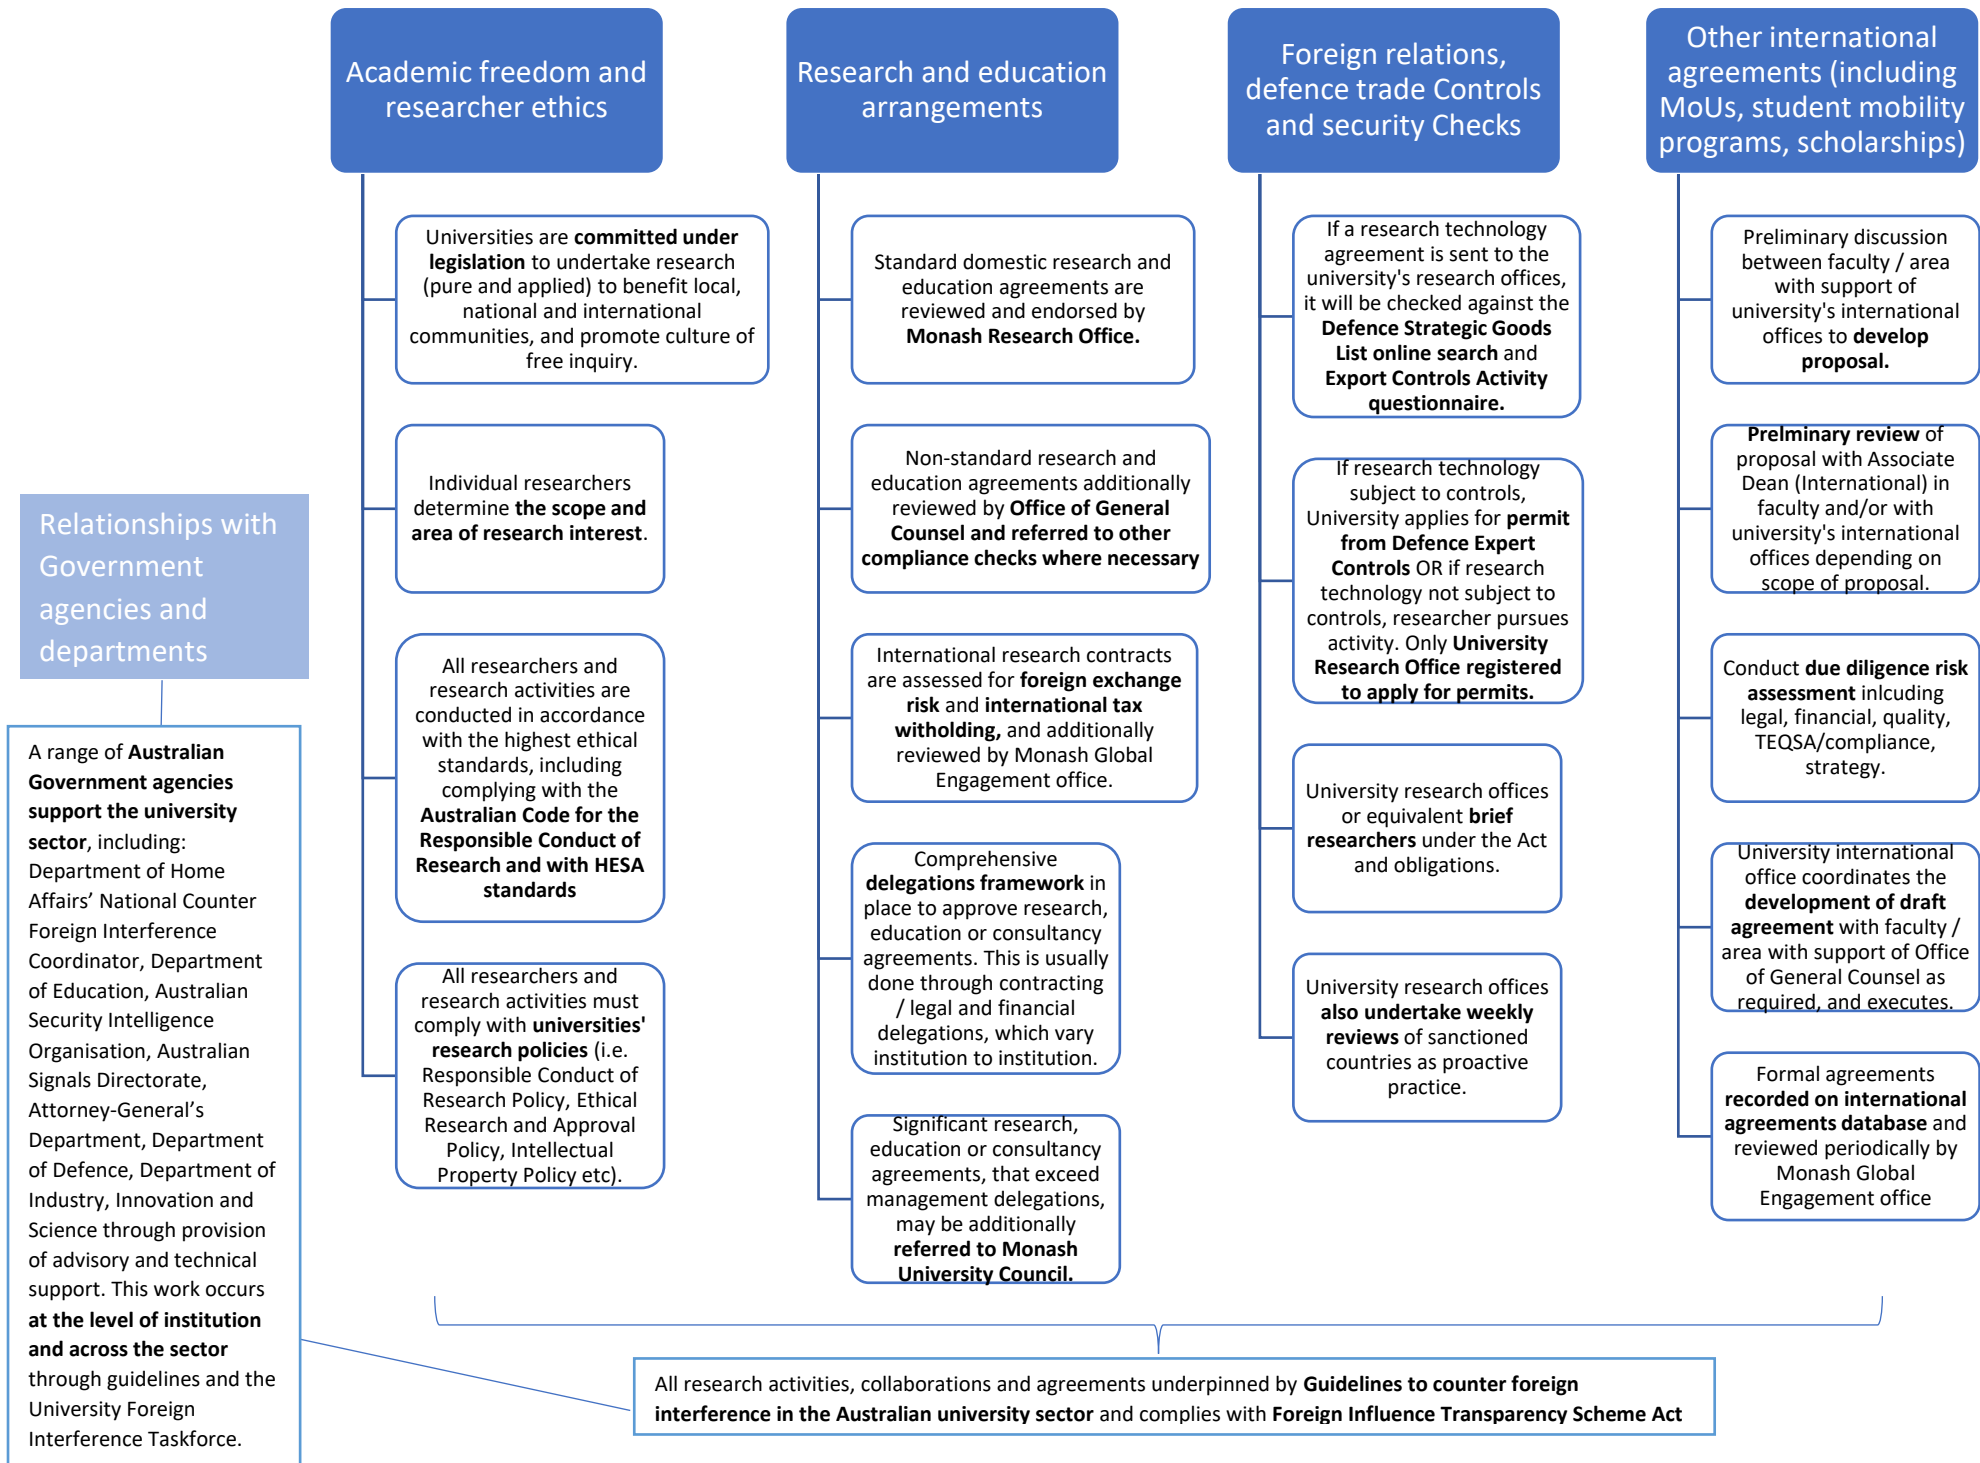 Academic freedom and
researcher ethics
Universities are committed under
legislation to undertake research
(pure and applied) to benefit local,
national and international
communities, and promote culture of
free inquiry.
Individual researchers
determine the scope and
area of research interest.
All researchers and
research activities are
conducted in accordance
with the highest ethical
standards, including
complying with the
Australian Code for the
Responsible Conduct of
Research and with HESA
standards
All researchers and
research activities must
comply with universities'
research policies (i.e.
Responsible Conduct of
Research Policy, Ethical
Research and Approval
Policy, Intellectual
Property Policy etc).
Research and education
arrangements
Standard domestic research and
education agreements are
reviewed and endorsed by
Monash Research Office.
Non-standard research and
education agreements additionally
reviewed by Office of General
Counsel and referred to other
compliance checks where necessary
International research contracts
are assessed for foreign exchange
risk and international tax
witholding, and additionally
reviewed by Monash Global
Engagement office.
Comprehensive
delegations framework in
place to approve research,
education or consultancy
agreements. This is usually
done through contracting
/ legal and financial
delegations, which vary
institution to institution.
Significant research,
education or consultancy
agreements, that exceed
management delegations,
may be additionally
referred to Monash
University Council.
Foreign relations,
defence trade Controls
and security Checks
If a research technology
agreement is sent to the
university's research offices,
it will be checked against the
Defence Strategic Goods
List online search and
Export Controls Activity
questionnaire.
If research technology
subject to controls,
University applies for permit
from Defence Expert
Controls OR if research
technology not subject to
controls, researcher pursues
activity. Only University
Research Office registered
to apply for permits.
University research offices
or equivalent brief
researchers under the Act
and obligations.
University research offices
also undertake weekly
reviews of sanctioned
countries as proactive
practice.
Other international
agreements (including
MoUs, student mobility
programs, scholarships)
Preliminary discussion
between faculty / area
with support of
university's international
offices to develop
proposal.
Prelminary review of
proposal with Associate
Dean (International) in
faculty and/or with
university's international
offices depending on
scope of proposal.
Conduct due diligence risk
assessment inlcuding
legal, financial, quality,
TEQSA/compliance,
strategy.
University international
office coordinates the
development of draft
agreement with faculty /
area with support of Office
of General Counsel as
required, and executes.
Formal agreements
recorded on international
agreements database and
reviewed periodically by
Monash Global
Engagement office
Relationships with
Government
agencies and
departments
A range of Australian
Government agencies
support the university
sector, including:
Department of Home
Affairs’ National Counter
Foreign Interference
Coordinator, Department
of Education, Australian
Security Intelligence
Organisation, Australian
Signals Directorate,
Attorney-General’s
Department, Department
of Defence, Department of
Industry, Innovation and
Science through provision
of advisory and technical
support. This work occurs
at the level of institution
and across the sector
through guidelines and the
University Foreign
Interference Taskforce.
All research activities, collaborations and agreements underpinned by Guidelines to counter foreign
interference in the Australian university sector and complies with Foreign Influence Transparency Scheme Act